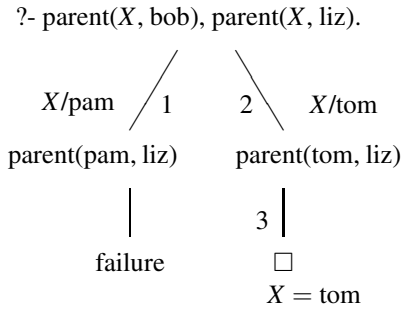 ?- parent(X, bob), parent(X, liz).
X/pam 1 2 X/tom
parent(pam, liz) parent(tom, liz)
3
failure □
X = tom